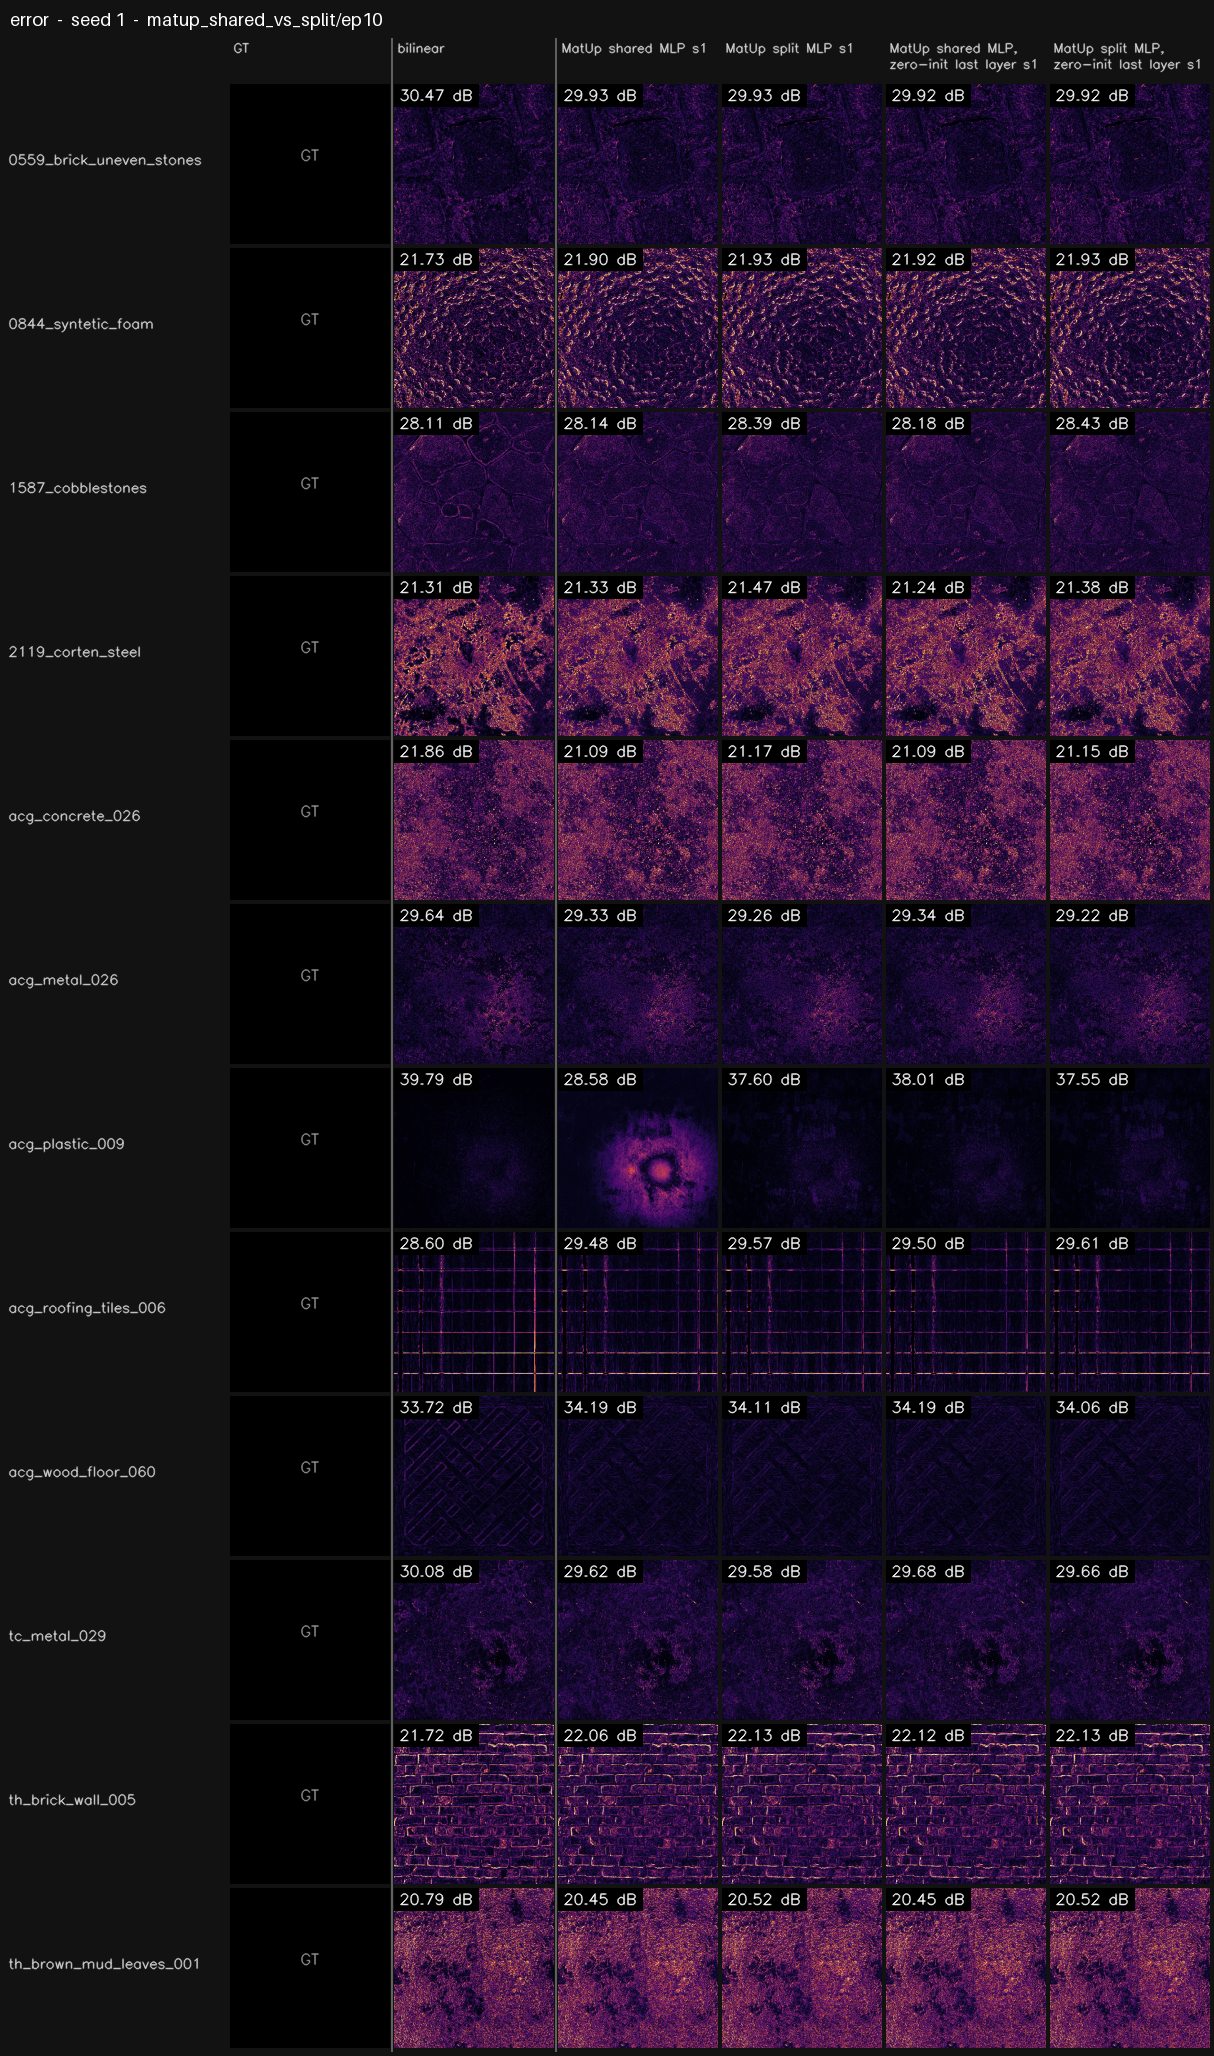 error - seed 1 - matup_shared_vs_split/ep10
GT
bilinear
MatUp shared MLP s1
MatUp split MLP s1
MatUp shared MLP,
zero-init last layer s1
MatUp split MLP,
zero-init last layer s1
0559_brick_uneven_stones
GT
30.47 dB
29.93 dB
29.93 dB
29.92 dB
29.92 dB
0844_syntetic_foam
GT
21.73 dB
21.90 dB
21.93 dB
21.92 dB
21.93 dB
1587_cobblestones
GT
28.11 dB
28.14 dB
28.39 dB
28.18 dB
28.43 dB
2119_corten_steel
GT
21.31 dB
21.33 dB
21.47 dB
21.24 dB
21.38 dB
acg_concrete_026
GT
21.86 dB
21.09 dB
21.17 dB
21.09 dB
21.15 dB
acg_metal_026
GT
29.64 dB
29.33 dB
29.26 dB
29.34 dB
29.22 dB
acg_plastic_009
GT
39.79 dB
28.58 dB
37.60 dB
38.01 dB
37.55 dB
acg_roofing_tiles_006
GT
28.60 dB
29.48 dB
29.57 dB
29.50 dB
29.61 dB
acg_wood_floor_060
GT
33.72 dB
34.19 dB
34.11 dB
34.19 dB
34.06 dB
tc_metal_029
GT
30.08 dB
29.62 dB
29.58 dB
29.68 dB
29.66 dB
th_brick_wall_005
GT
21.72 dB
22.06 dB
22.13 dB
22.12 dB
22.13 dB
th_brown_mud_leaves_001
GT
20.79 dB
20.45 dB
20.52 dB
20.45 dB
20.52 dB